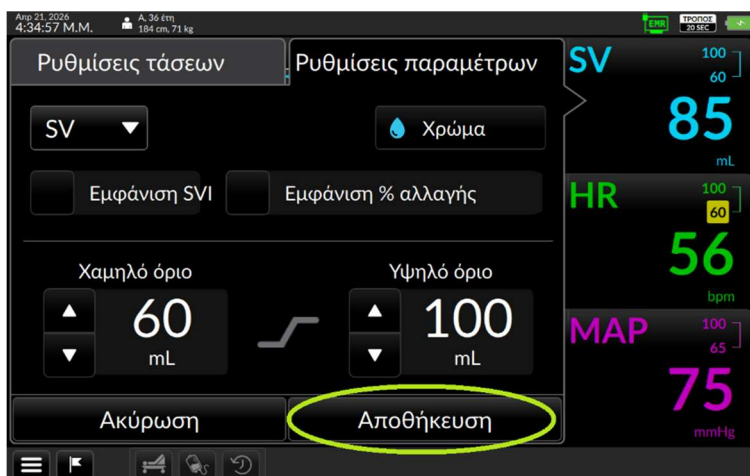 Απρ 21, 2026
4:34:57 Μ.Μ.
Α, 36 έτη
184 cm, 71 kg
EMR
ΤΡΟΠΟΣ
20 SEC
Ρυθμίσεις τάσεων
Ρυθμίσεις παραμέτρων
SV
Χρώμα
Εμφάνιση SVI
Εμφάνιση % αλλαγής
Χαμηλό όριο
Υψηλό όριο
60
mL
100
mL
Ακύρωση
Αποθήκευση
SV
100
60
85
mL
HR
100
60
56
bpm
MAP
100
65
75
mmHg